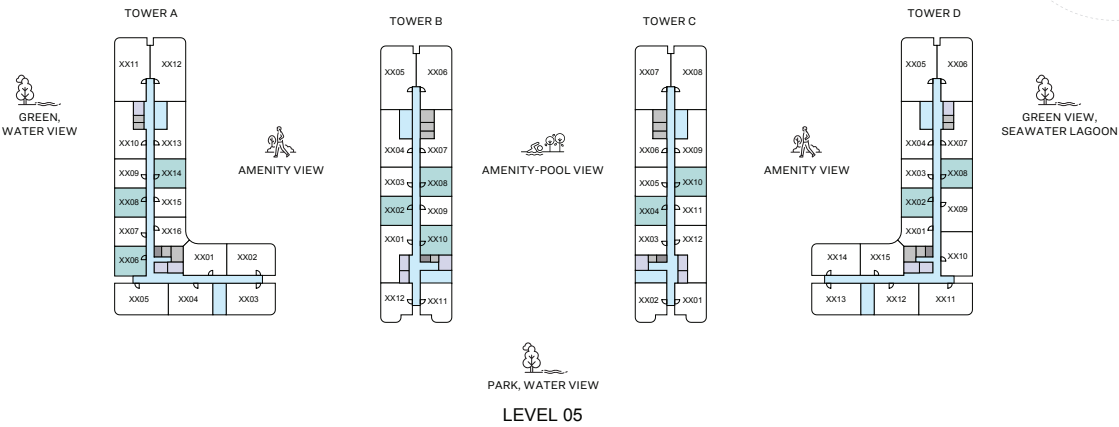 TOWER A
TOWER B
TOWER C
TOWER D
XX11 XX12
XX05 XX06
XX07 XX08
XX05 XX06
GREEN,
WATER VIEW
GREEN VIEW,
SEAWATER LAGOON
XX10 XX13
XX04 XX07
XX06 XX09
XX04 XX07
AMENITY VIEW
AMENITY-POOL VIEW
AMENITY VIEW
XX09 XX14
XX03 XX08
XX05 XX10
XX03 XX08
XX08 XX15
XX02 XX09
XX04 XX11
XX02 XX09
XX07 XX16
XX01 XX10
XX03 XX12
XX01
XX06 XX01 XX02
XX14 XX15 XX10
XX05 XX04 XX03
XX12 XX11
XX02 XX01
XX13 XX12 XX11
PARK, WATER VIEW
LEVEL 05